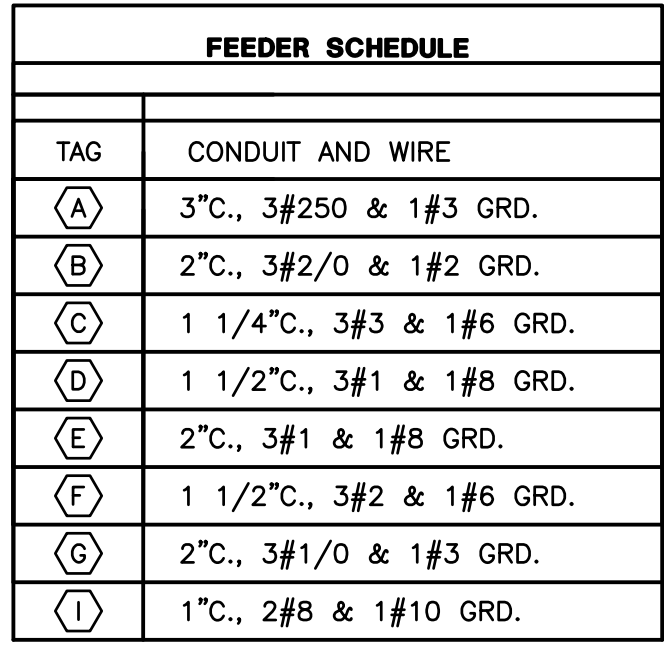 FEEDER SCHEDULE
TAG CONDUIT AND WIRE
A 3"C., 3#250 & 1#3 GRD.
B 2"C., 3#2/0 & 1#2 GRD.
C 1 1/4"C., 3#3 & 1#6 GRD.
D 1 1/2"C., 3#1 & 1#8 GRD.
E 2"C., 3#1 & 1#8 GRD.
F 1 1/2"C., 3#2 & 1#6 GRD.
G 2"C., 3#1/0 & 1#3 GRD.
I 1"C., 2#8 & 1#10 GRD.